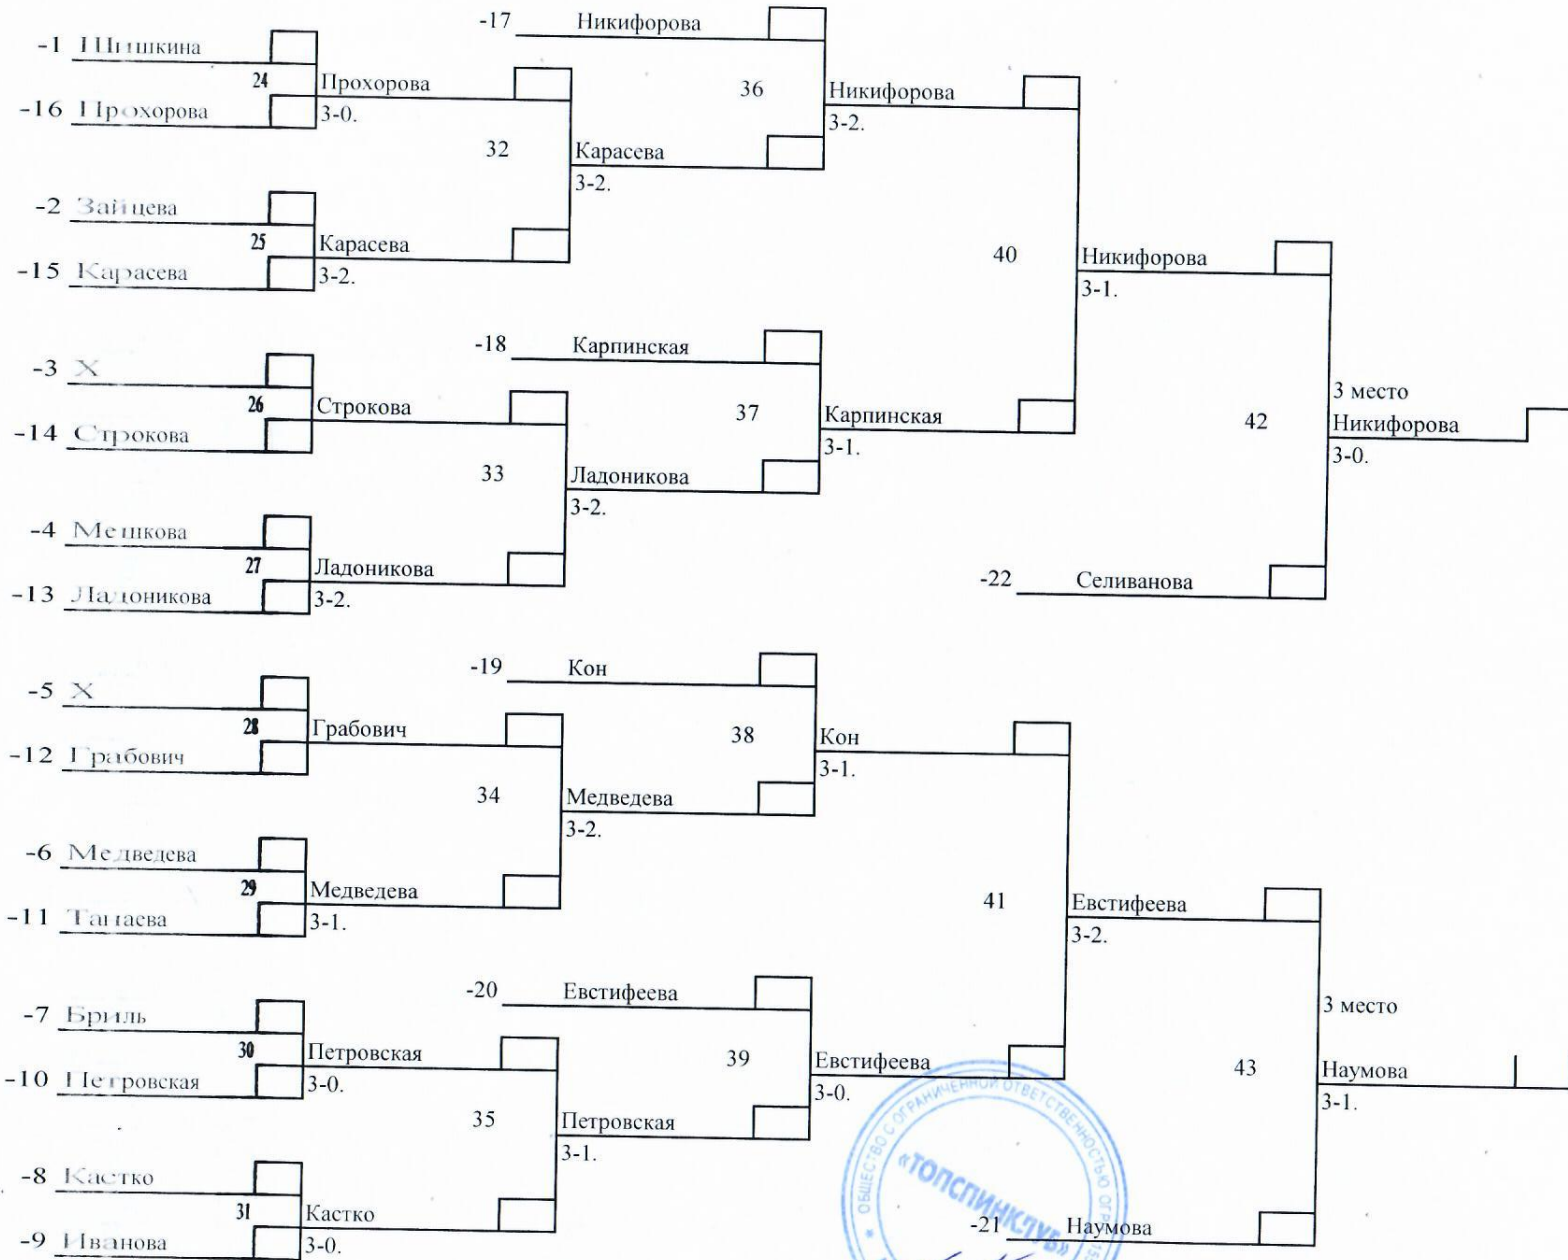 -17 Никифорова
-1 Шишкина
24 Прохорова
36 Никифорова
-16 Прохорова
3-0.
3-2.
32 Карасева
3-2.
-2 Зайцева
25 Карасева
40 Никифорова
-15 Карасева
3-2.
3-1.
-18 Карпинская
-3 Х
26 Строкова
37 Карпинская
3 место
42 Никифорова
-14 Строкова
3-1.
3-0.
33 Ладоникова
3-2.
-4 Мешкова
27 Ладоникова
-22 Селиванова
-13 Ладоникова
3-2.
-19 Кон
-5 Х
28 Грабович
38 Кон
-12 Грабович
3-1.
34 Медведева
3-2.
-6 Медведева
29 Медведева
41 Евстифеева
-11 Танаева
3-1.
3-2.
-20 Евстифеева
3 место
-7 Бриль
30 Петровская
39 Евстифеева
43 Наумова
-10 Петровская
3-0.
3-0.
3-1.
35 Петровская
3-1.
-8 Кастко
31 Кастко
-21 Наумова
-9 Иванова
3-0.
ОБЩЕСТВО С ОГРАНИЧЕННОЙ ОТВЕТСТВЕННОСТЬЮ
«ТОПСПИНКЛУБ»